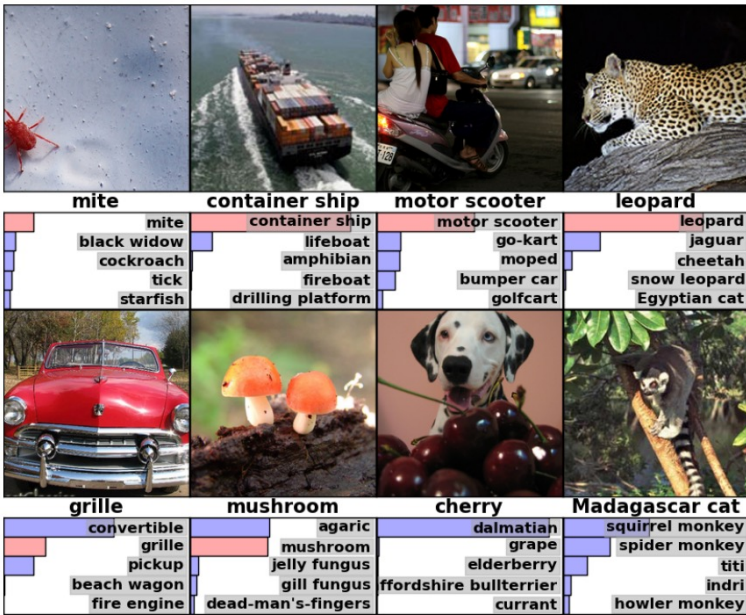 mite
container ship
motor scooter
leopard
mite
black widow
cockroach
tick
starfish
container ship
lifeboat
amphibian
fireboat
drilling platform
motor scooter
go-kart
moped
bumper car
golfcart
leopard
jaguar
cheetah
snow leopard
Egyptian cat
grille
mushroom
cherry
Madagascar cat
convertible
grille
pickup
beach wagon
fire engine
agaric
mushroom
jelly fungus
gill fungus
dead-man's-fingers
dalmatian
grape
elderberry
ffordshire bullterrier
currant
squirrel monkey
spider monkey
titi
indri
howler monkey